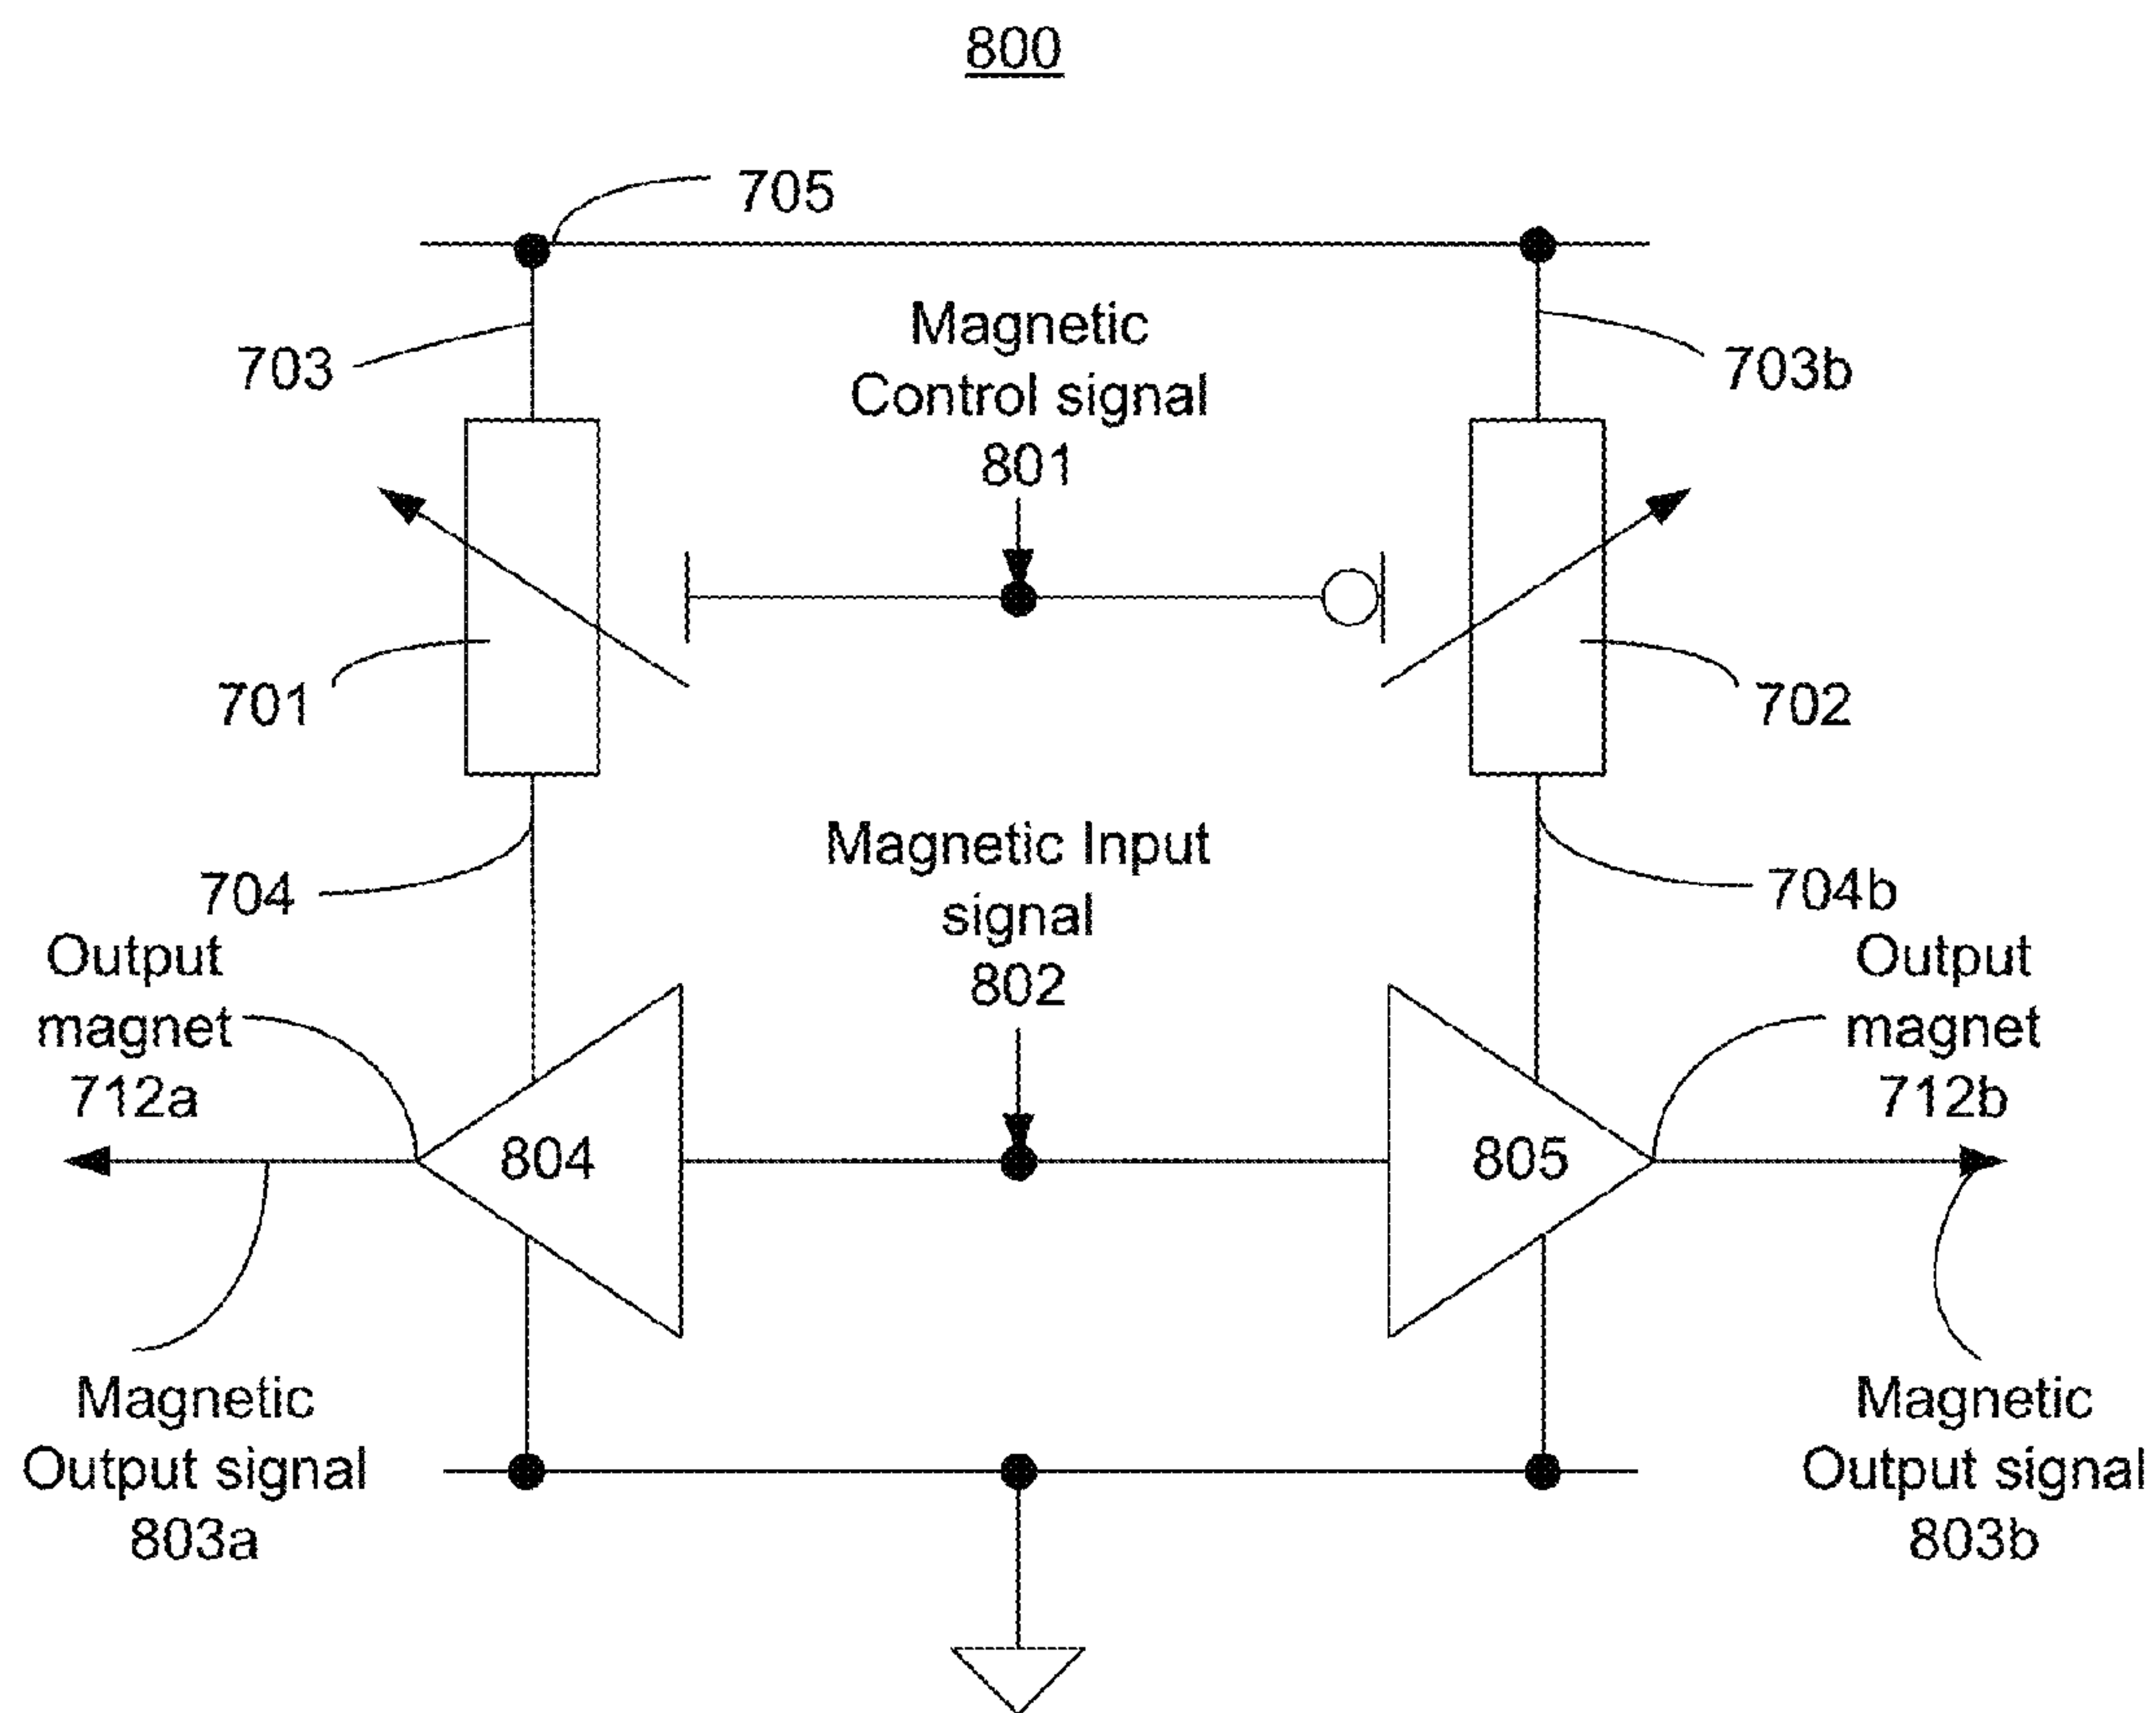 800
705
Magnetic
Control signal
801
703
703b
701
702
Magnetic Input
signal
802
704
704b
Output
magnet
712a
Output
magnet
712b
804
805
Magnetic
Output signal
803a
Magnetic
Output signal
803b